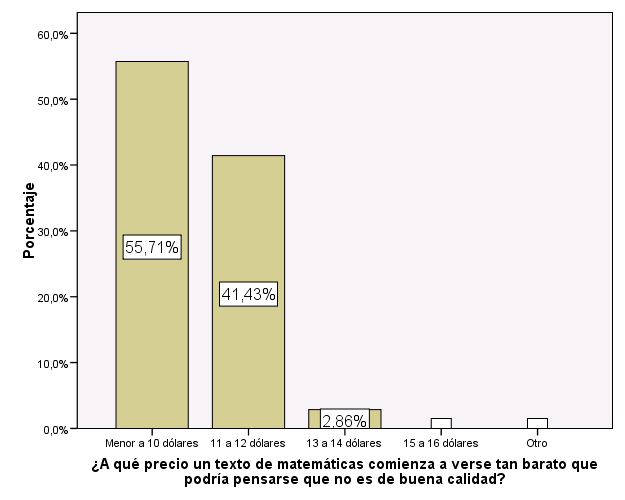 60,0%
50,0%
40,0%
30,0%
20,0%
10,0%
0,0%
Porcentaje
55,71%
41,43%
2,86%
Menor a 10 dólares
11 a 12 dólares
13 a 14 dólares
15 a 16 dólares
Otro
¿A qué precio un texto de matemáticas comienza a verse tan barato que
podría pensarse que no es de buena calidad?